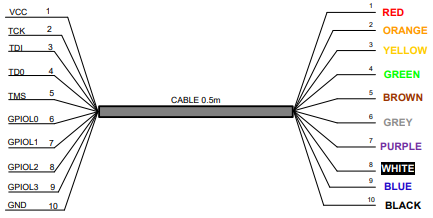 VCC 1
TCK 2
TDI 3
TD0 4
TMS 5
GPIOL0 6
GPIOL1 7
GPIOL2 8
GPIOL3 9
GND 10
CABLE 0.5m
1 RED
2 ORANGE
3 YELLOW
4 GREEN
5 BROWN
6 GREY
7 PURPLE
8 WHITE
9 BLUE
10 BLACK